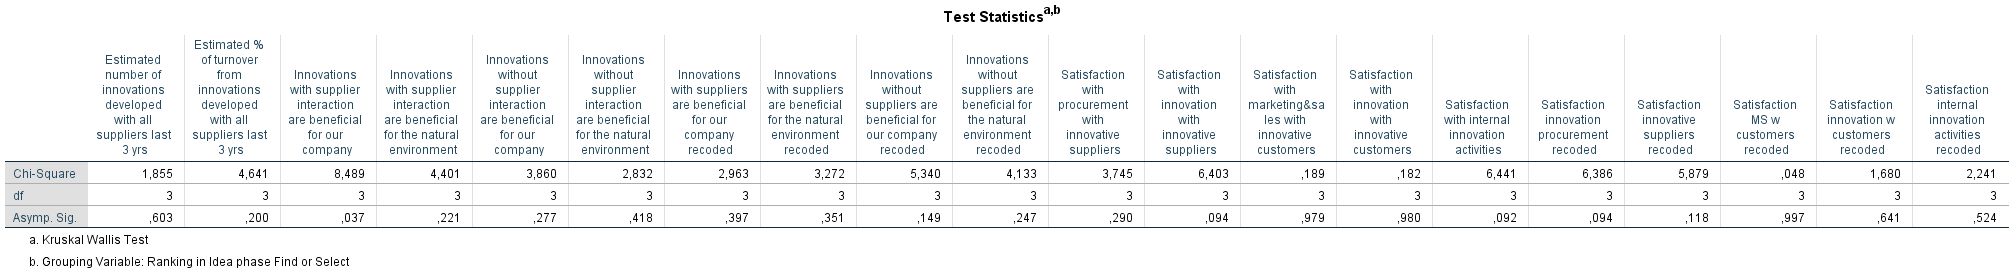 Test Statistics a,b
Estimated number of innovations developed with all suppliers last 3 yrs
Estimated % of turnover from innovations developed with all suppliers last 3 yrs
Innovations with supplier interaction are beneficial for our company
Innovations with supplier interaction are beneficial for the natural environment
Innovations without supplier interaction are beneficial for our company
Innovations without supplier interaction are beneficial for the natural environment
Innovations with suppliers are beneficial for our company recoded
Innovations with suppliers are beneficial for the natural environment recoded
Innovations without suppliers are beneficial for our company recoded
Innovations without suppliers are beneficial for the natural environment recoded
Satisfaction with procurement with innovative suppliers
Satisfaction with innovation with innovative suppliers
Satisfaction with marketing&sa les with innovative customers
Satisfaction with innovation with innovative customers
Satisfaction with internal innovation activities
Satisfaction innovation procurement recoded
Satisfaction innovative suppliers recoded
Satisfaction MS w customers recoded
Satisfaction innovation w customers recoded
Satisfaction internal innovation activities recoded
Chi-Square 1,855 4,641 8,489 4,401 3,860 2,832 2,963 3,272 5,340 4,133 3,745 6,403 ,189 ,182 6,441 6,386 5,879 ,048 1,680 2,241
df 3 3 3 3 3 3 3 3 3 3 3 3 3 3 3 3 3 3 3 3
Asymp. Sig. ,603 ,200 ,037 ,221 ,277 ,418 ,397 ,351 ,149 ,247 ,290 ,094 ,979 ,980 ,092 ,094 ,118 ,997 ,641 ,524
a. Kruskal Wallis Test
b. Grouping Variable: Ranking in Idea phase Find or Select